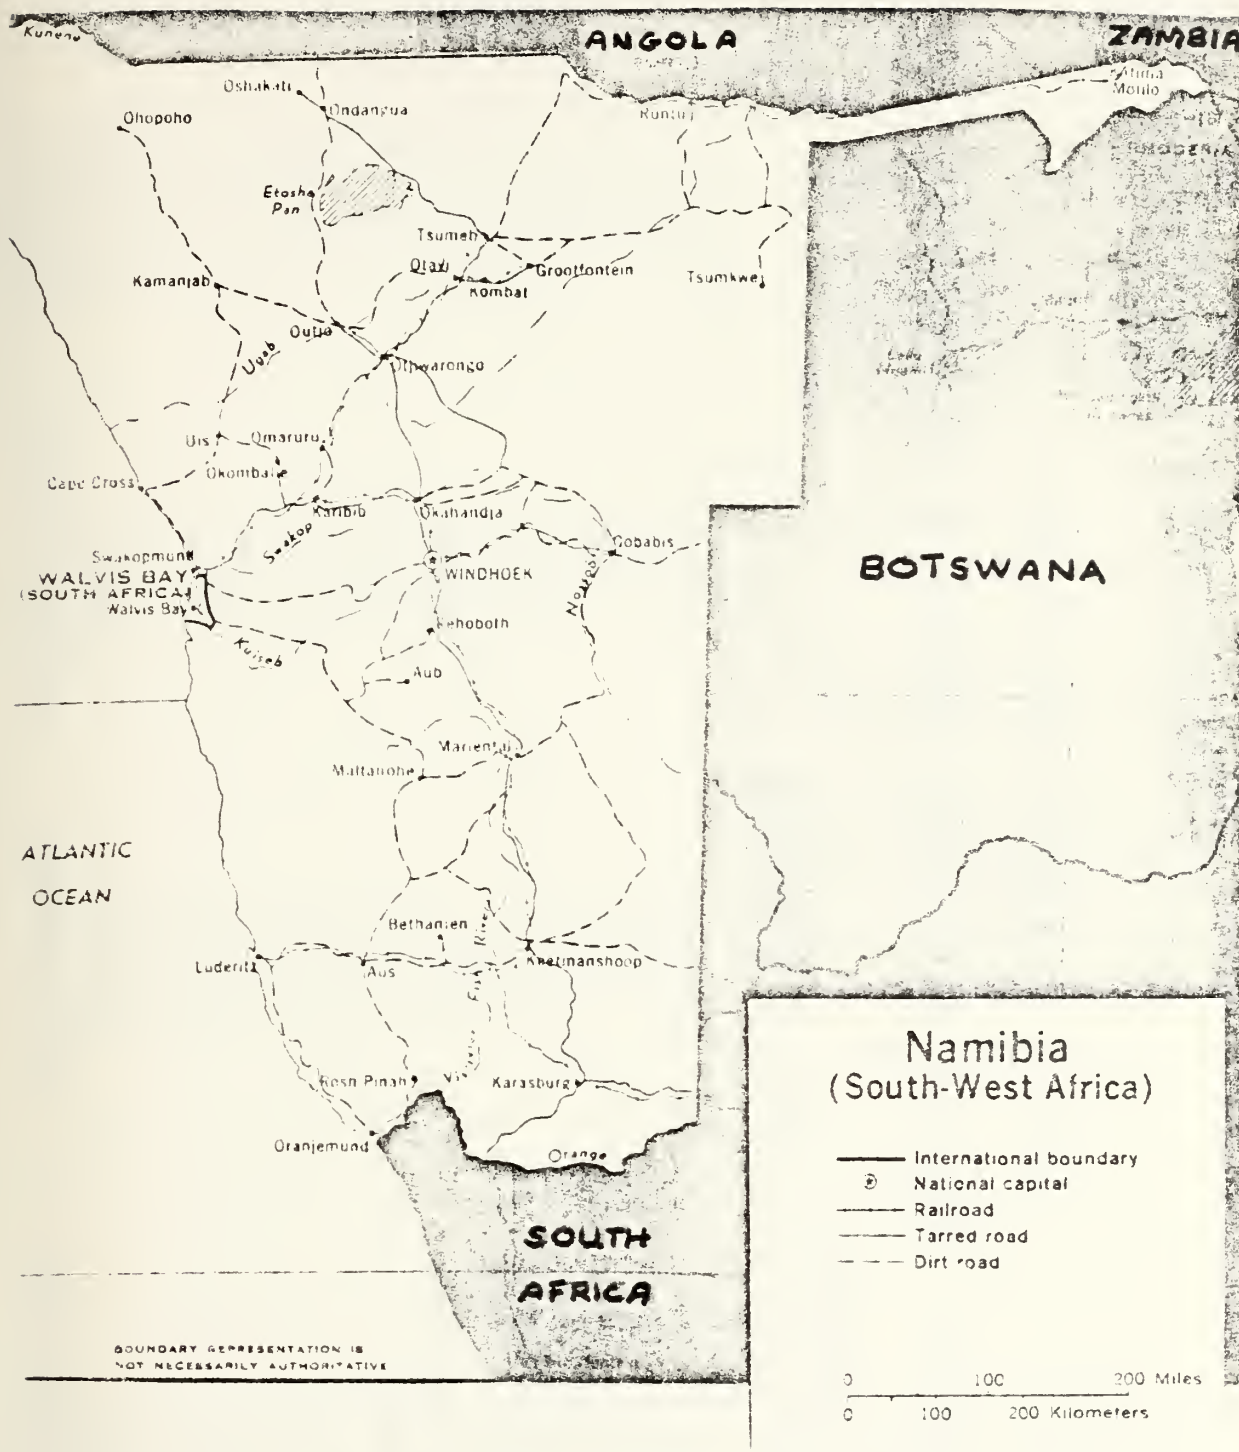 Kunene
ANGOLA
ZAMBIA
Oshakati
Ondangua
Ohopoho
Runtu
Etosha
Pan
Tsumeb
Otavi
Grootfontein
Kombat
Tsumkwe
Kamanjab
Outjo
Ugab
Othwarongo
Uis
Omaruru
Okombahe
Cape Cross
Karibib
Okahandja
Swakop
Swakopmund
Gobabis
WINDHOEK
WALVIS BAY
(SOUTH AFRICA)
Walvis Bay
Nossob
BOTSWANA
Rehoboth
Kuiseb
Aub
Mariental
Maltahohe
ATLANTIC
OCEAN
Bethanien
River
Fish
Keetmanshoop
Luderitz
Aus
Rosh Pinah
Karasburg
Oranjemund
Orange
SOUTH
AFRICA
Namibia
(South-West Africa)
International boundary
National capital
Railroad
Tarred road
Dirt road
BOUNDARY REPRESENTATION IS
NOT NECESSARILY AUTHORITATIVE
0 100 200 Miles
0 100 200 Kilometers